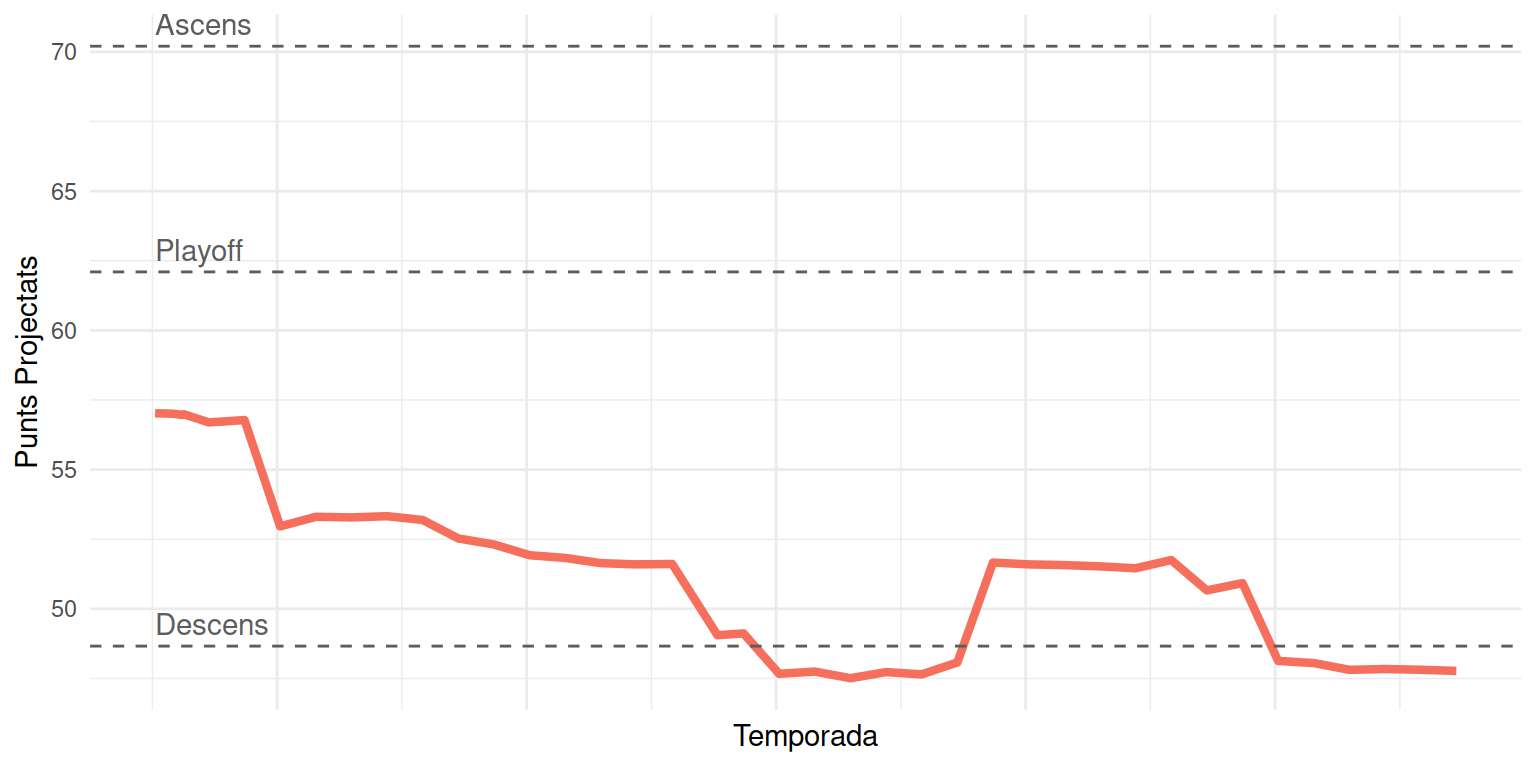 Ascens
70
65
Playoff
60
55
50
Descens
Punts Projectats
Temporada